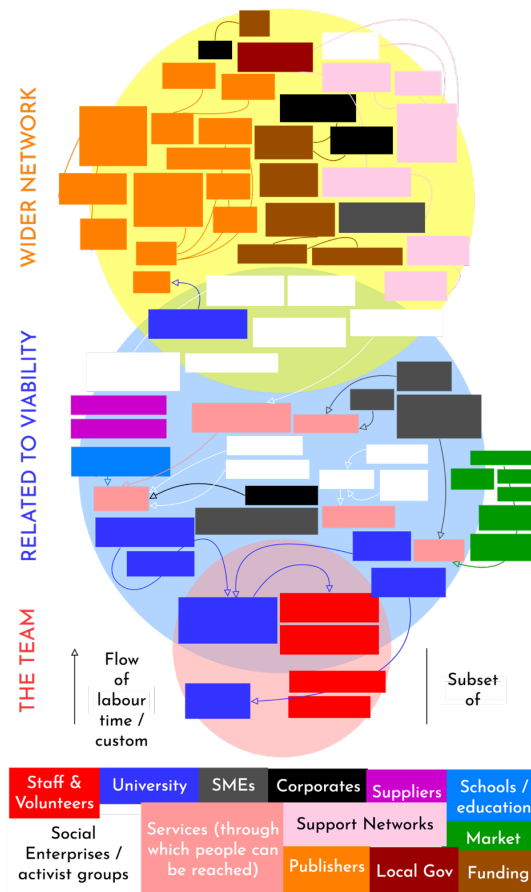 WIDER NETWORK
RELATED TO VIABILITY
THE TEAM
Flow
of
labour
time /
custom
Subset
of
Staff &
Volunteers
University
SMEs
Corporates
Suppliers
Schools /
education
Social
Enterprises /
activist groups
Services (through
which people can
be reached)
Support Networks
Market
Publishers
Local Gov
Funding